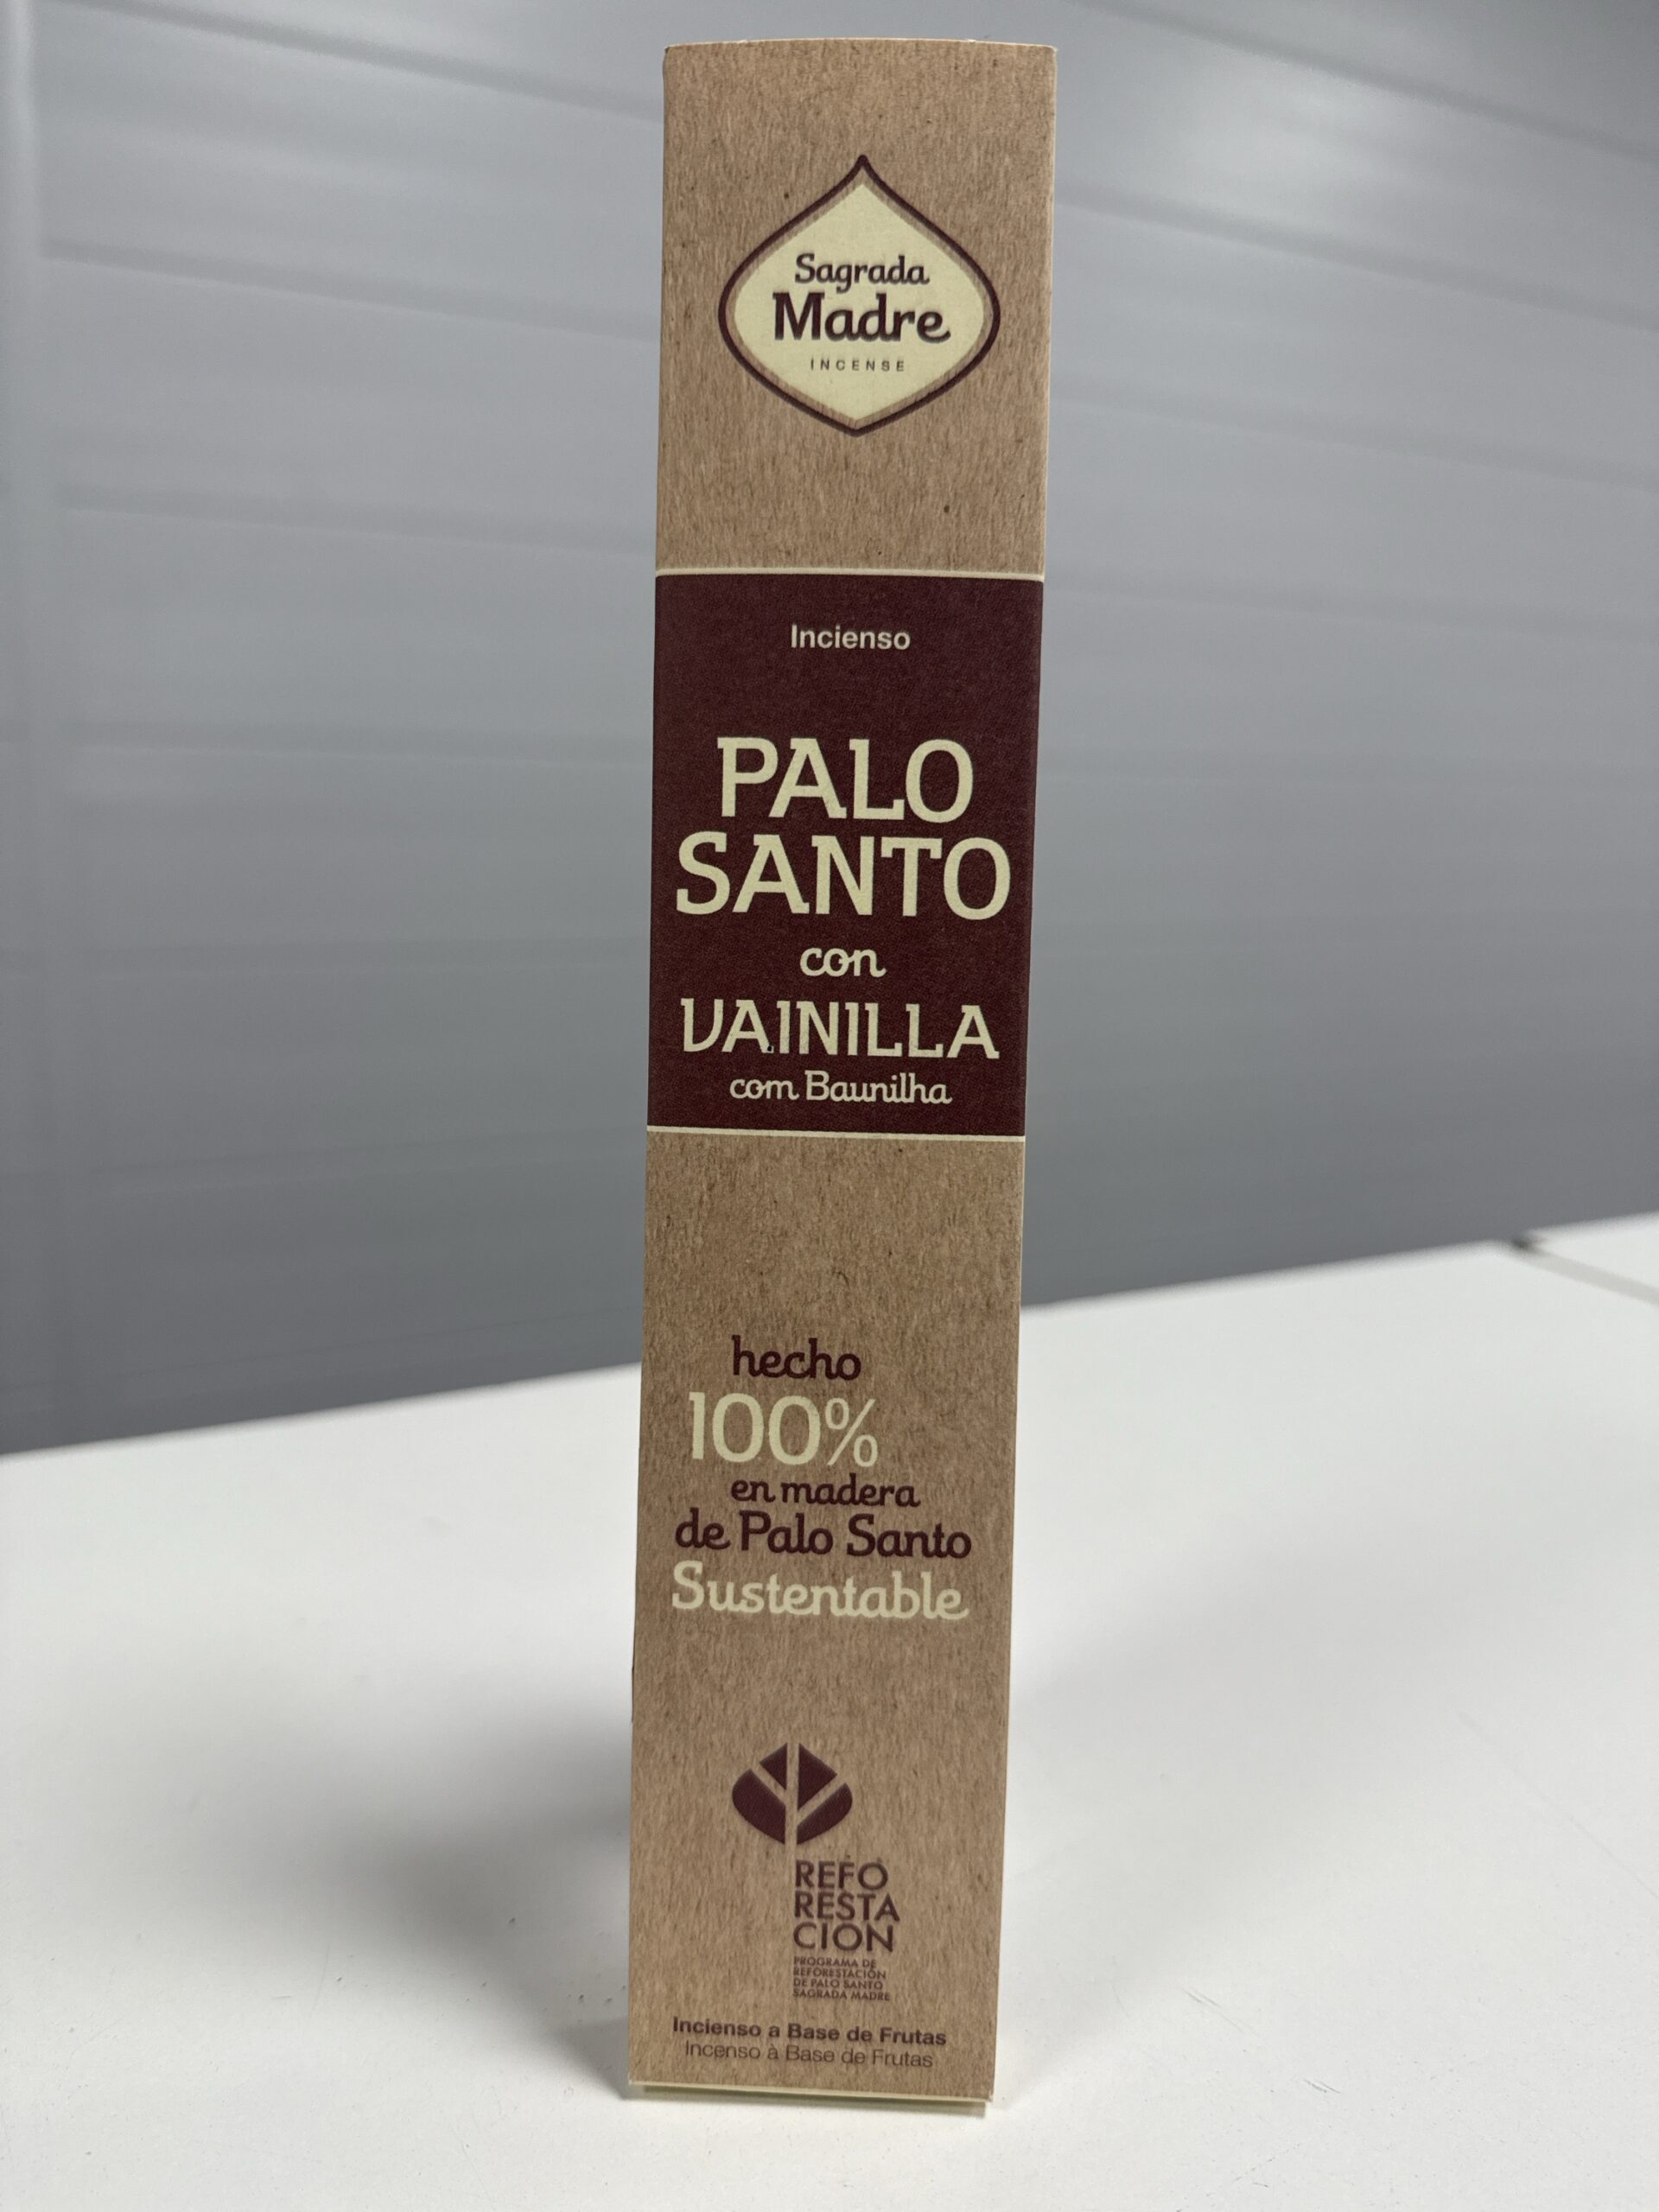 Sagrada
Madre
INCENSE
Incienso
PALO
SANTO
con
VAINILLA
com Baunilha
hecho
100%
en madera
de Palo Santo
Sustentable
REFO
RESTA
CION
PROGRAMA DE
REFORESTACIÓN
DE PALO SANTO
SAGRADA MADRE
Incienso a Base de Frutas
Incenso à Base de Frutas